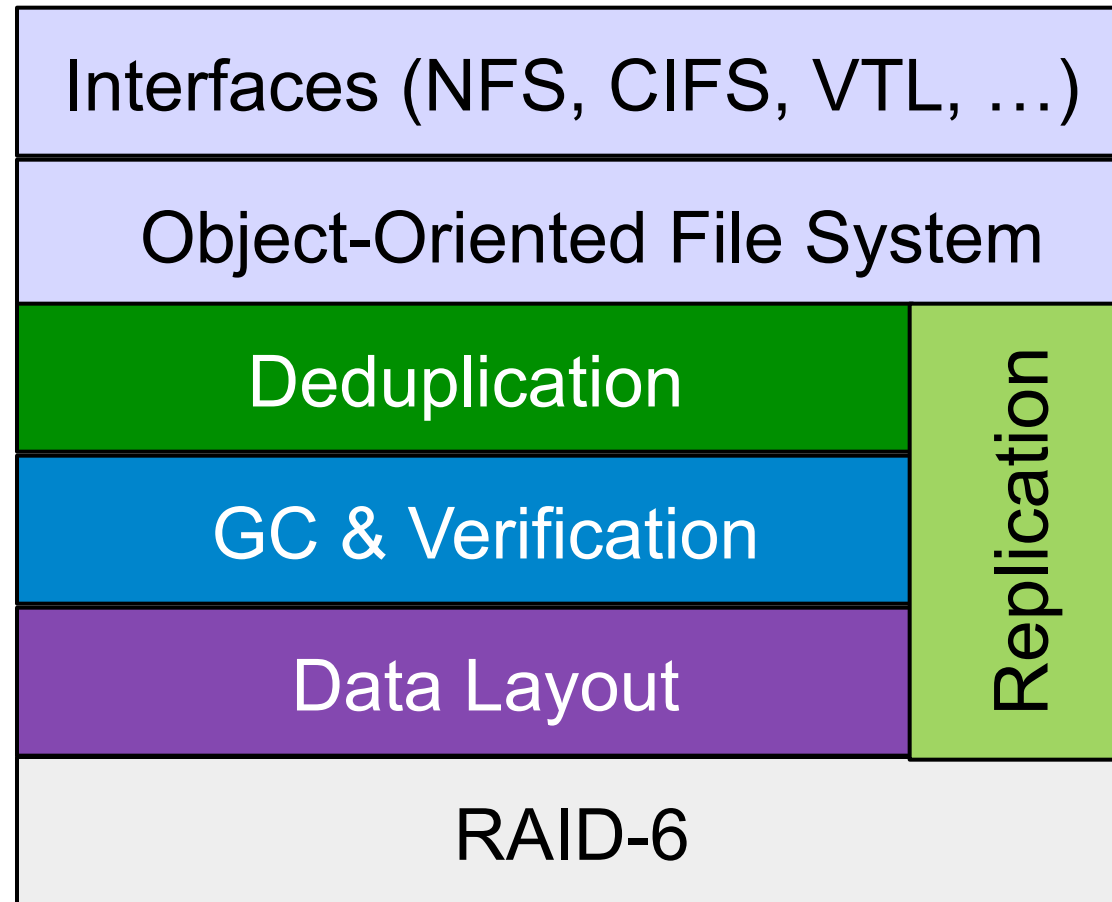 Interfaces (NFS, CIFS, VTL, …)
Object-Oriented File System
Deduplication
GC & Verification
Data Layout
Replication
RAID-6